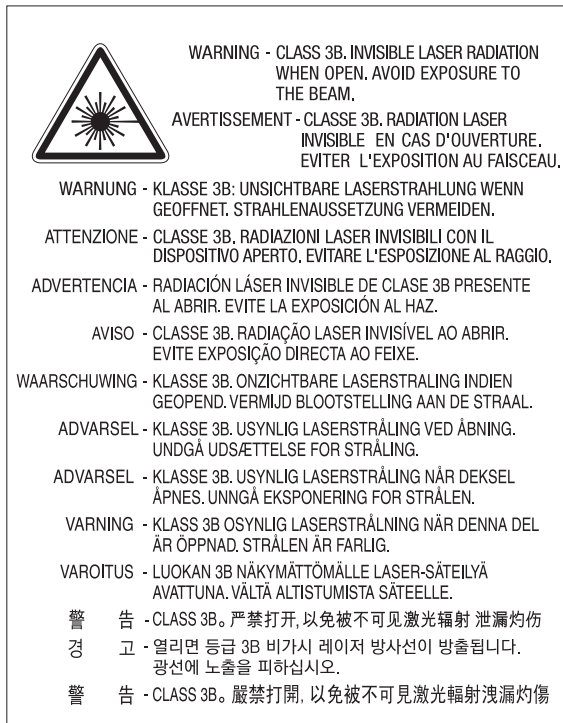 WARNING - CLASS 3B. INVISIBLE LASER RADIATION
WHEN OPEN. AVOID EXPOSURE TO
THE BEAM.
AVERTISSEMENT - CLASSE 3B. RADIATION LASER
INVISIBLE EN CAS D'OUVERTURE.
EVITER L'EXPOSITION AU FAISCEAU.
WARNUNG - KLASSE 3B: UNSICHTBARE LASERSTRAHLUNG WENN
GEOFFNET. STRAHLENAUSSETZUNG VERMEIDEN.
ATTENZIONE - CLASSE 3B. RADIAZIONI LASER INVISIBILI CON IL
DISPOSITIVO APERTO. EVITARE L'ESPOSIZIONE AL RAGGIO.
ADVERTENCIA - RADIACIÓN LÁSER INVISIBLE DE CLASE 3B PRESENTE
AL ABRIR. EVITE LA EXPOSICIÓN AL HAZ.
AVISO - CLASSE 3B. RADIAÇÃO LASER INVISÍVEL AO ABRIR.
EVITE EXPOSIÇÃO DIRECTA AO FEIXE.
WAARSCHUWING - KLASSE 3B. ONZICHTBARE LASERSTRALING INDIEN
GEOPEND. VERMIJD BLOOTSTELLING AAN DE STRAAL.
ADVARSEL - KLASSE 3B. USYNLIG LASERSTRÅLING VED ÅBNING.
UNDGÅ UDSÆTTELSE FOR STRÅLING.
ADVARSEL - KLASSE 3B. USYNLIG LASERSTRÅLING NÅR DEKSEL
ÅPNES. UNNGÅ EKSPONERING FOR STRÅLEN.
VARNING - KLASS 3B OSYNLIG LASERSTRÅLNING NÄR DENNA DEL
ÄR ÖPPNAD. STRÅLEN ÄR FARLIG.
VAROITUS - LUOKAN 3B NÄKYMÄTTÖMÄLLE LASER-SÄTEILYÄ
AVATTUNA. VÄLTÄ ALTISTUMISTA SÄTEELLE.
警 告 - CLASS 3B。严禁打开,以免被不可见激光辐射 泄漏灼伤
경 고 - 열리면 등급 3B 비가시 레이저 방사선이 방출됩니다.
광선에 노출을 피하십시오.
警 告 - CLASS 3B。嚴禁打開, 以免被不可見激光輻射洩漏灼傷